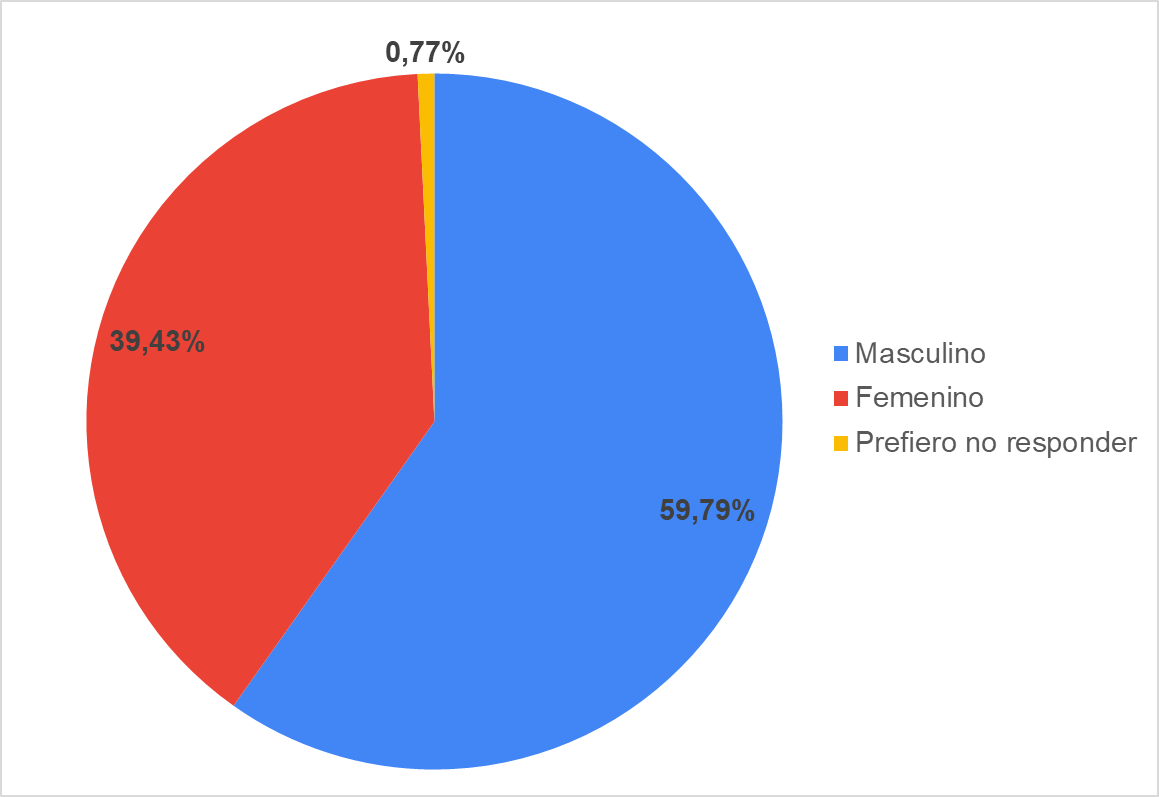 0,77%
39,43%
59,79%
Masculino
Femenino
Prefiero no responder